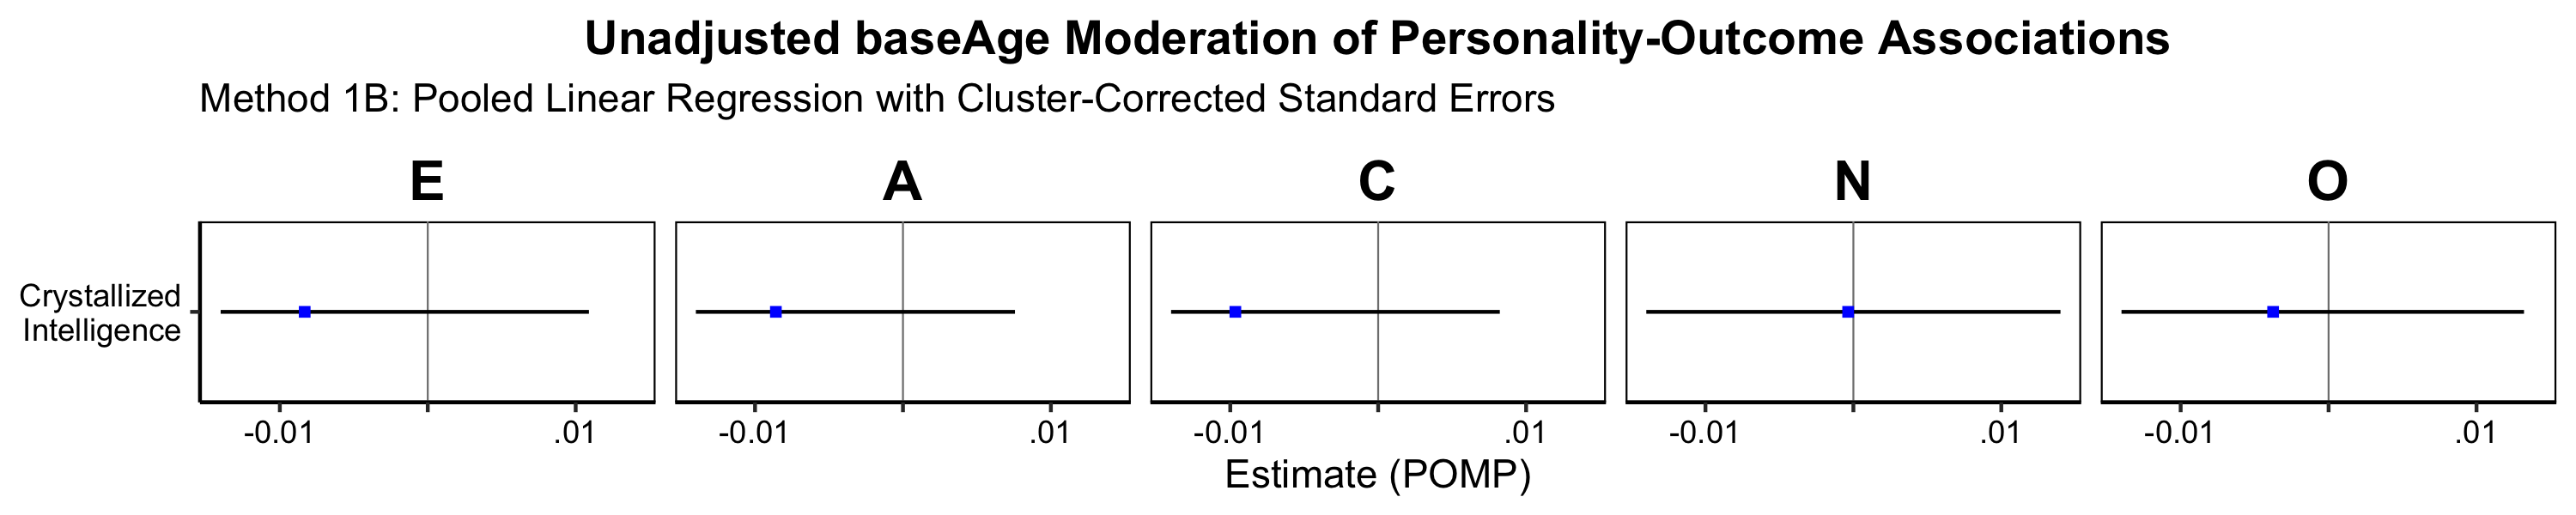 Unadjusted baseAge Moderation of Personality-Outcome Associations
Method 1B: Pooled Linear Regression with Cluster-Corrected Standard Errors
E A C N O
Crystallized
Intelligence
-0.01 .01 -0.01 .01 -0.01 .01 -0.01 .01 -0.01 .01
Estimate (POMP)